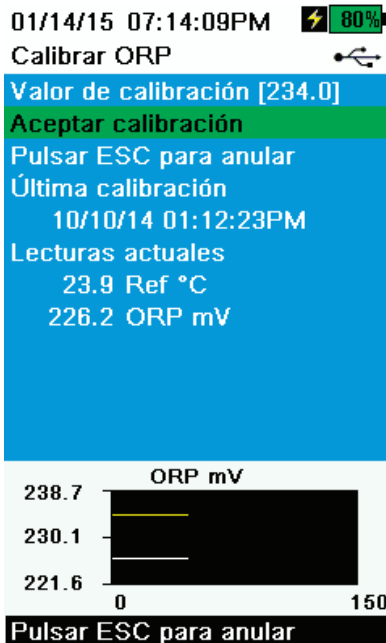 01/14/15 07:14:09PM 80%
Calibrar ORP
Valor de calibración [234.0]
Aceptar calibración
Pulsar ESC para anular
Última calibración
10/10/14 01:12:23PM
Lecturas actuales
23.9 Ref °C
226.2 ORP mV
ORP mV
238.7
230.1
221.6
0 150
Pulsar ESC para anular